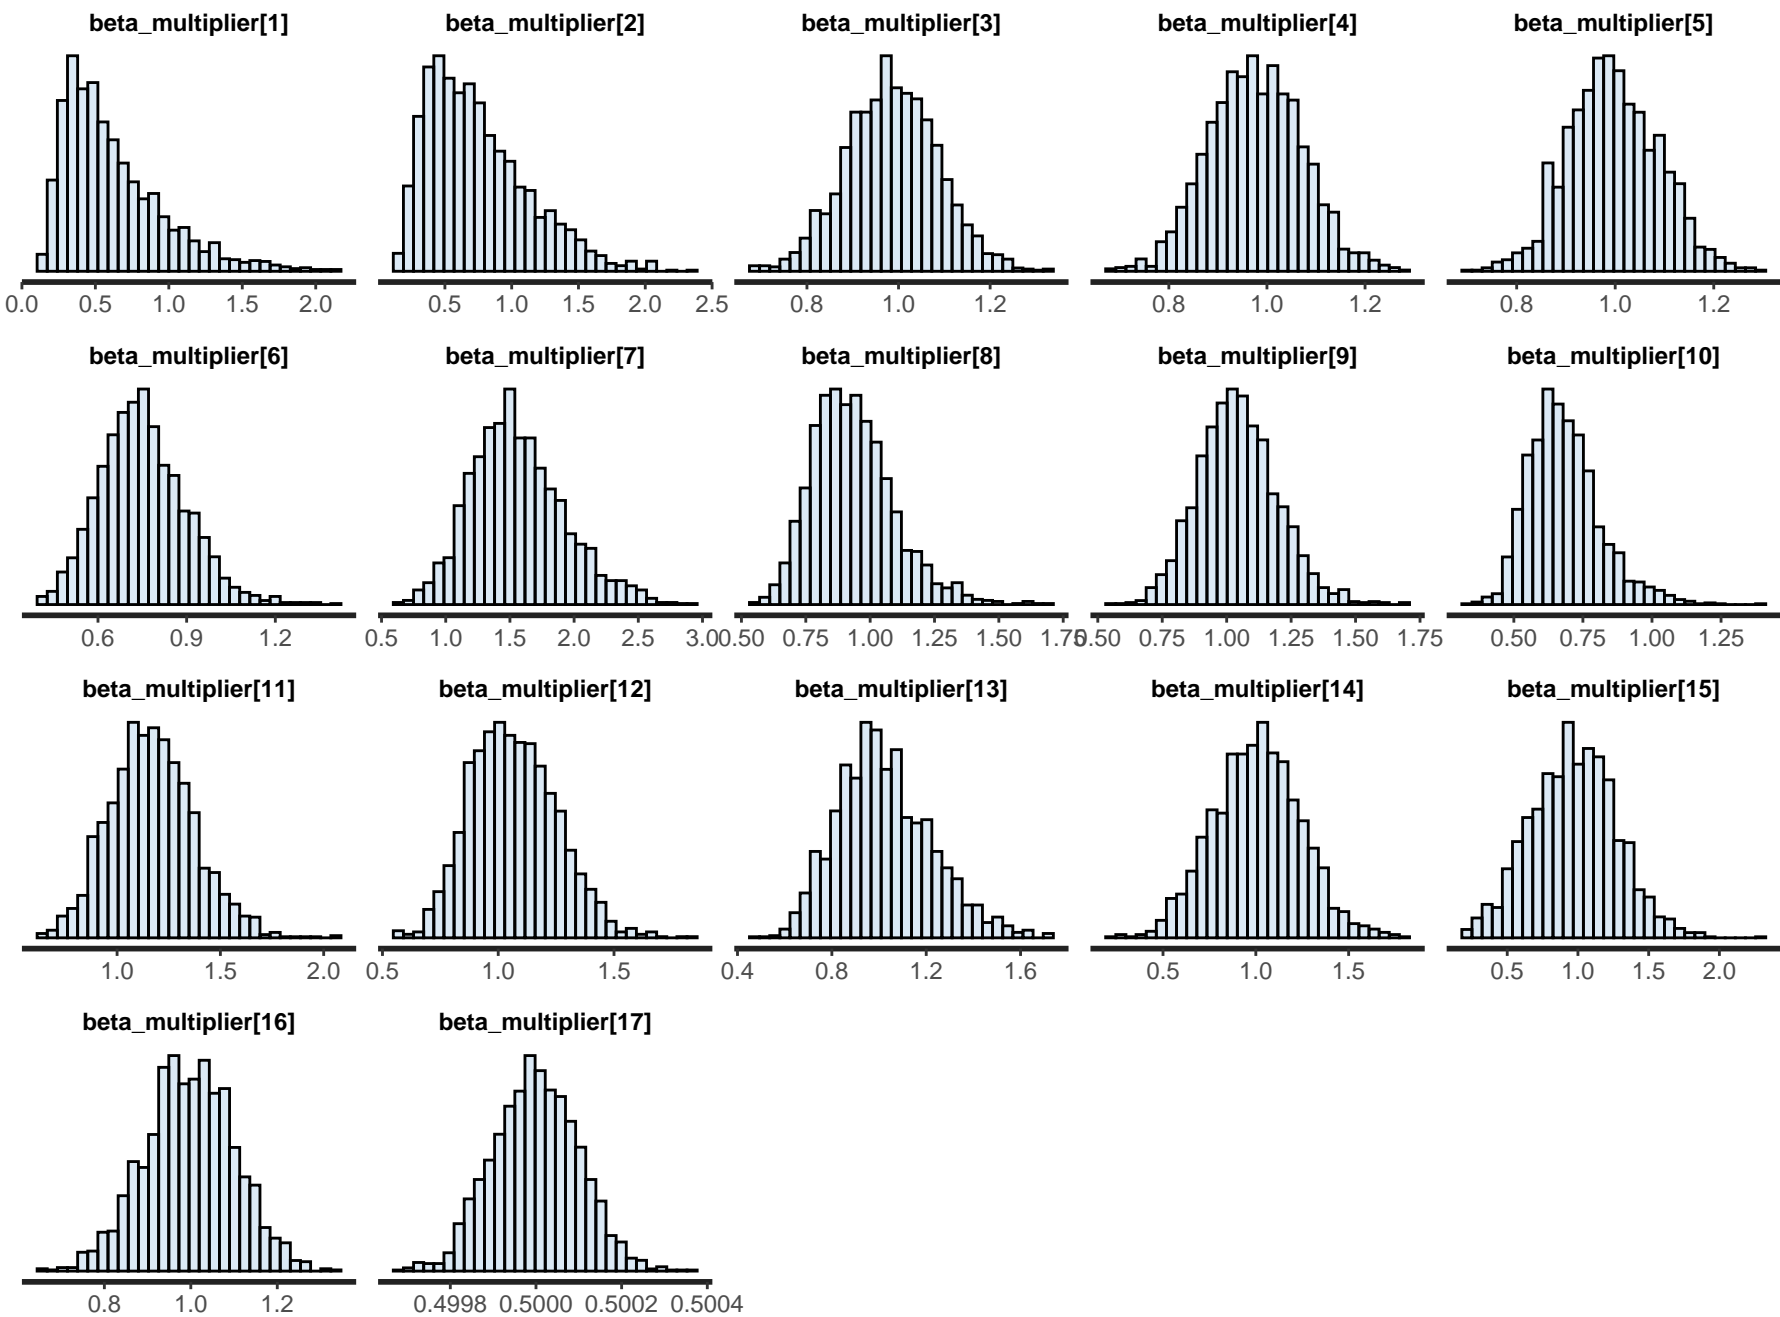 beta_multiplier[1] beta_multiplier[2] beta_multiplier[3] beta_multiplier[4] beta_multiplier[5]
0.0 0.5 1.0 1.5 2.0 0.5 1.0 1.5 2.0 2.5 0.8 1.0 1.2 0.8 1.0 1.2 0.8 1.0 1.2
beta_multiplier[6] beta_multiplier[7] beta_multiplier[8] beta_multiplier[9] beta_multiplier[10]
0.6 0.9 1.2 0.5 1.0 1.5 2.0 2.5 3.0 0.50 0.75 1.00 1.25 1.50 1.75 0.50 0.75 1.00 1.25 1.50 1.75 0.50 0.75 1.00 1.25
beta_multiplier[11] beta_multiplier[12] beta_multiplier[13] beta_multiplier[14] beta_multiplier[15]
1.0 1.5 2.0 0.5 1.0 1.5 0.4 0.8 1.2 1.6 0.5 1.0 1.5 0.5 1.0 1.5 2.0
beta_multiplier[16] beta_multiplier[17]
0.8 1.0 1.2 0.4998 0.5000 0.5002 0.5004